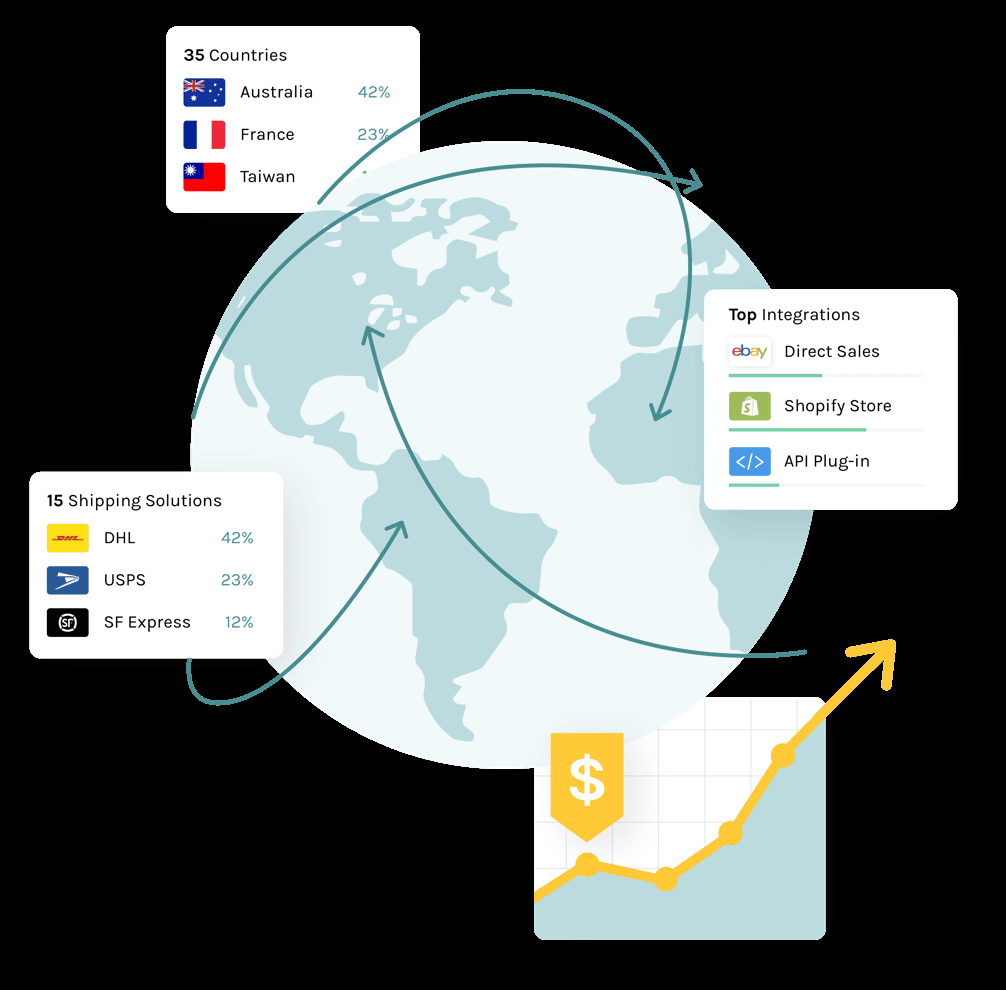 35 Countries
Australia 42%
France 23%
Taiwan
Top Integrations
ebay Direct Sales
Shopify Store
</> API Plug-in
15 Shipping Solutions
DHL DHL 42%
USPS 23%
SF SF Express 12%
$